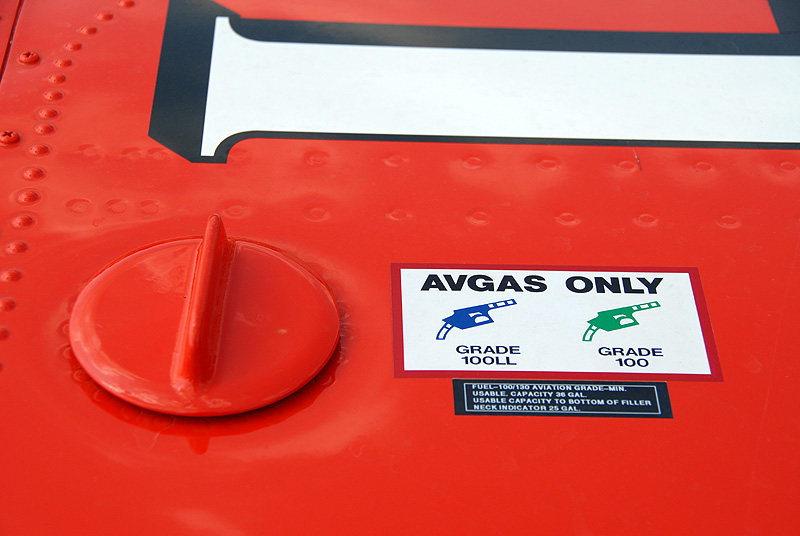 AVGAS ONLY
GRADE GRADE
100LL 100
FUEL-100/130 AVIATION GRADE-MIN.
USABLE. CAPACITY 36 GAL.
USABLE CAPACITY TO BOTTOM OF FILLER
NECK INDICATOR 25 GAL.